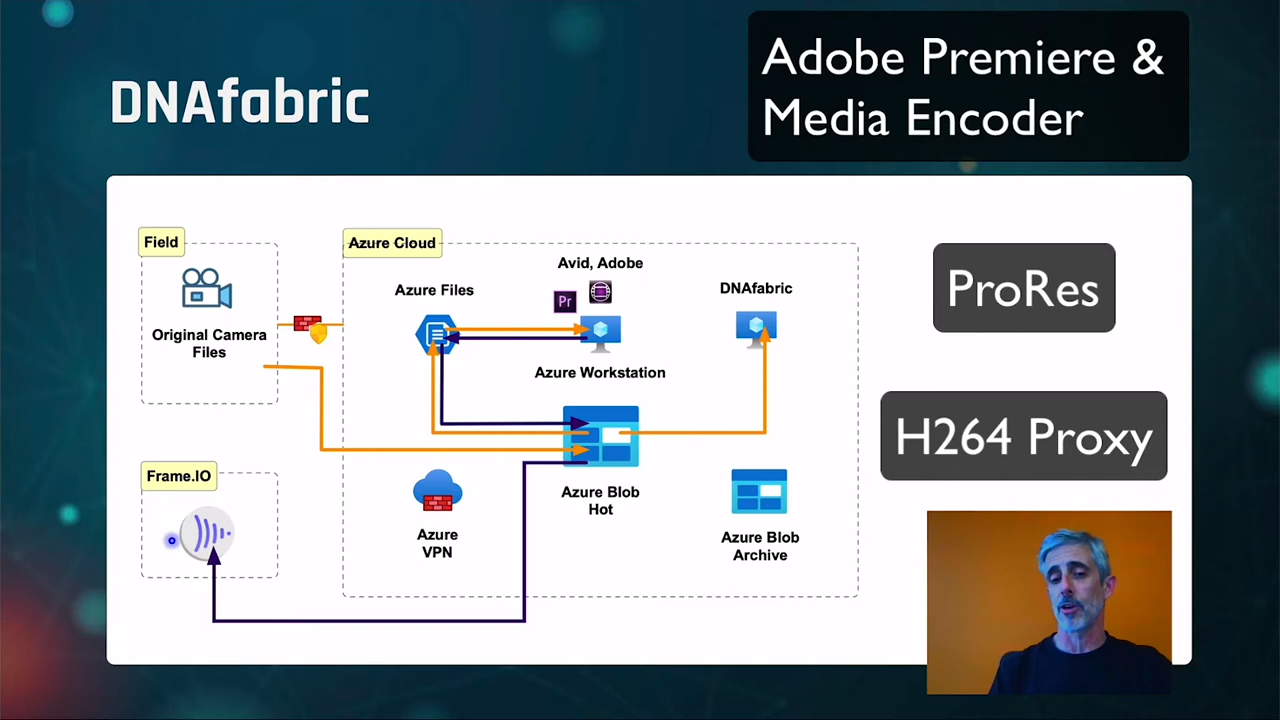 DNAfabric
Adobe Premiere &
Media Encoder
Field
Original Camera
Files
Azure Cloud
Azure Files
Avid, Adobe
Pr
Azure Workstation
DNAfabric
Azure Blob
Hot
Azure
VPN
Azure Blob
Archive
Frame.IO
ProRes
H264 Proxy